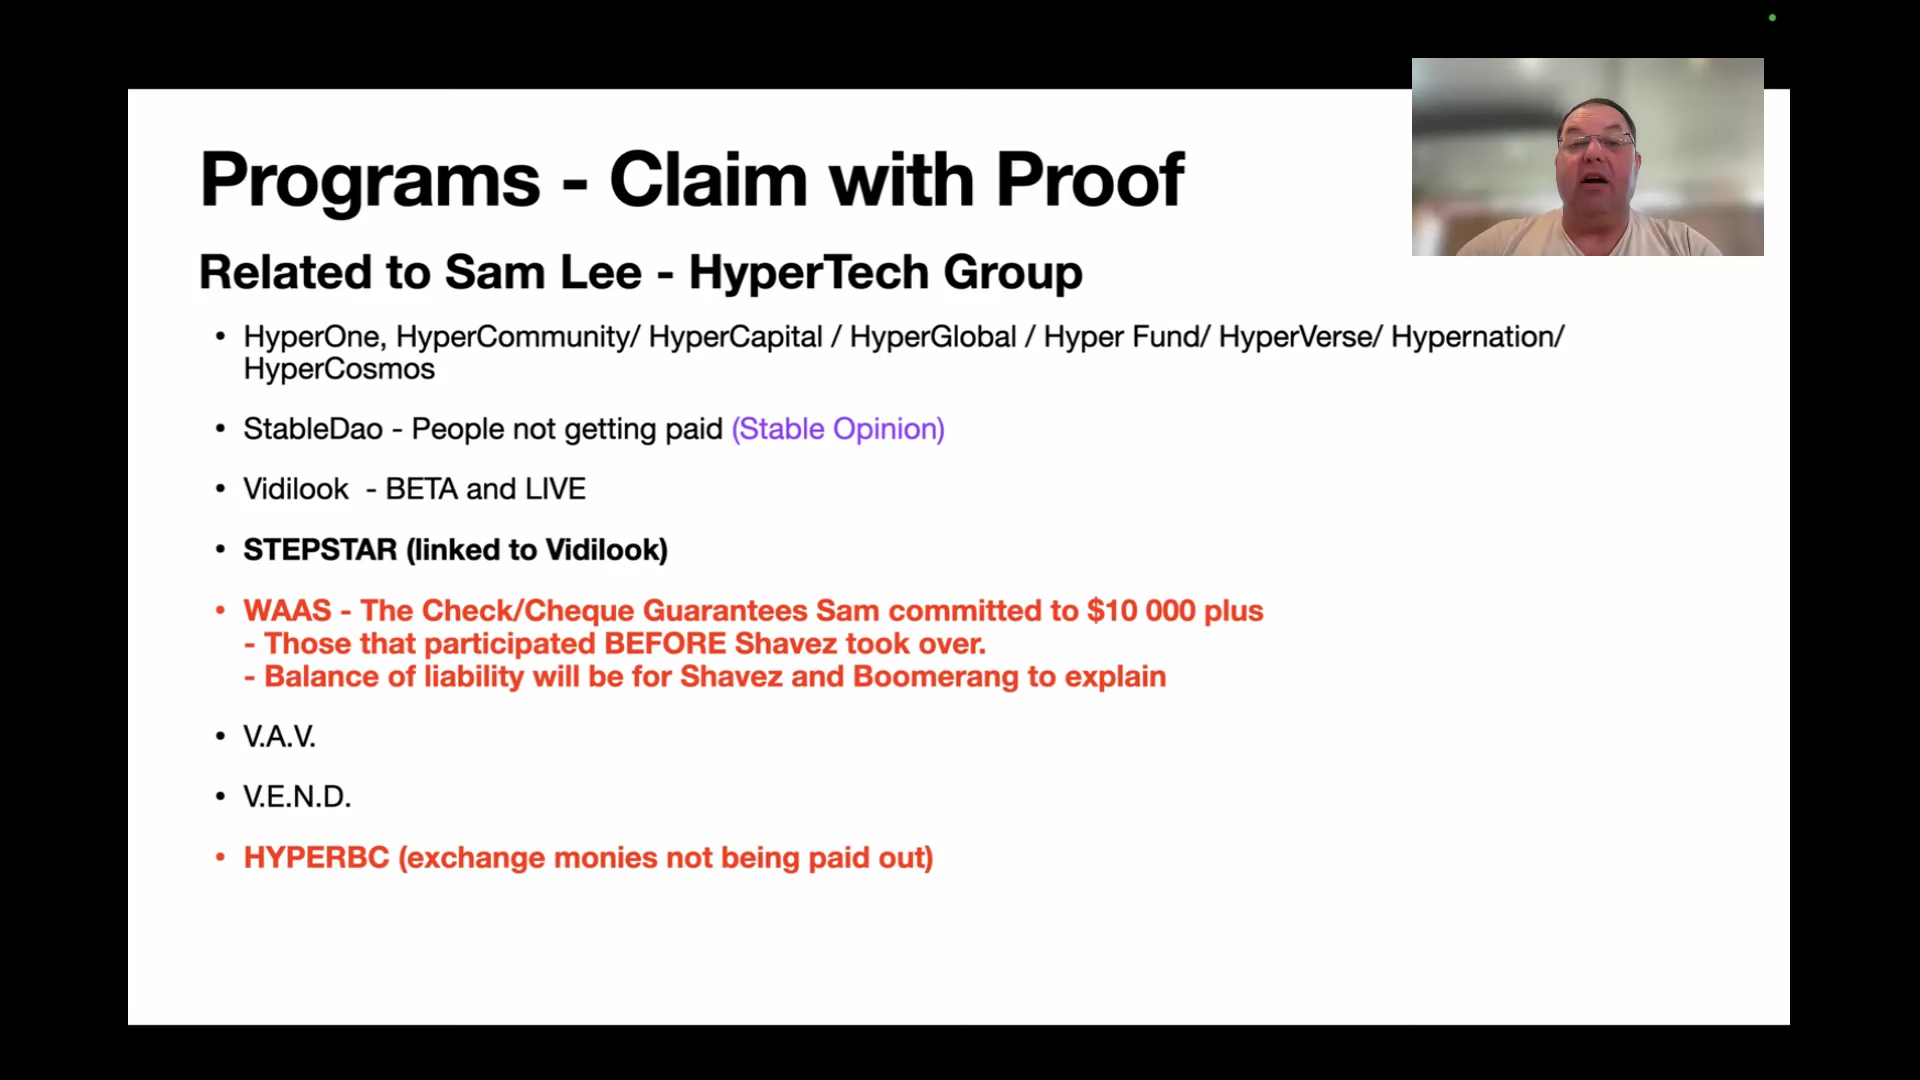 Programs - Claim with Proof
Related to Sam Lee - HyperTech Group
• HyperOne, HyperCommunity/ HyperCapital / HyperGlobal / Hyper Fund/ HyperVerse/ Hypernation/
HyperCosmos
• StableDao - People not getting paid (Stable Opinion)
• Vidilook - BETA and LIVE
• STEPSTAR (linked to Vidilook)
• WAAS - The Check/Cheque Guarantees Sam committed to $10 000 plus
- Those that participated BEFORE Shavez took over.
- Balance of liability will be for Shavez and Boomerang to explain
• V.A.V.
• V.E.N.D.
• HYPERBC (exchange monies not being paid out)